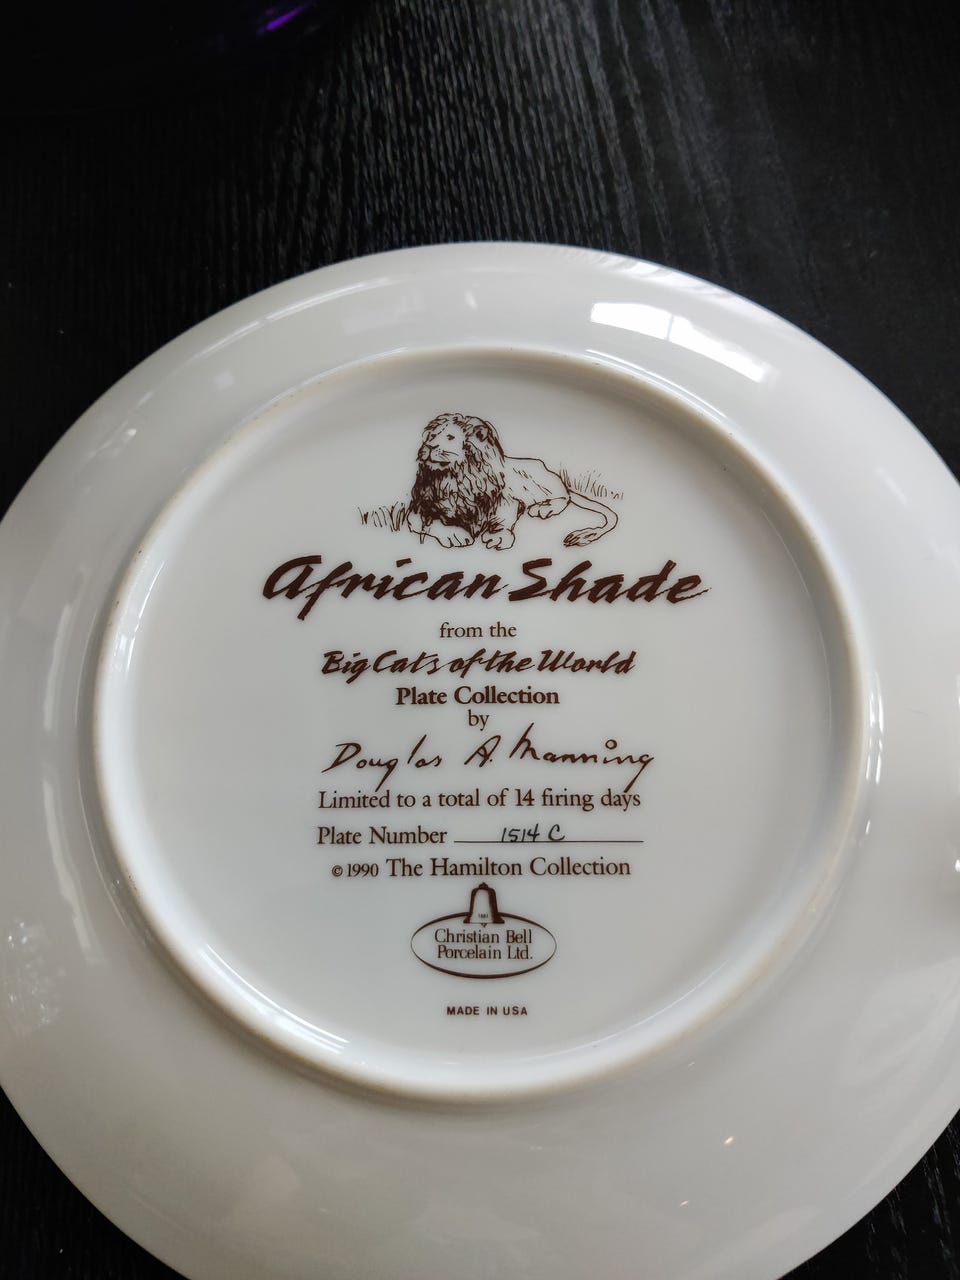 African Shade
from the
Big Cats of the World
Plate Collection
by
Douglas A. Manning
Limited to a total of 14 firing days
Plate Number 1514 C
© 1990 The Hamilton Collection
Christian Bell
Porcelain Ltd.
MADE IN USA